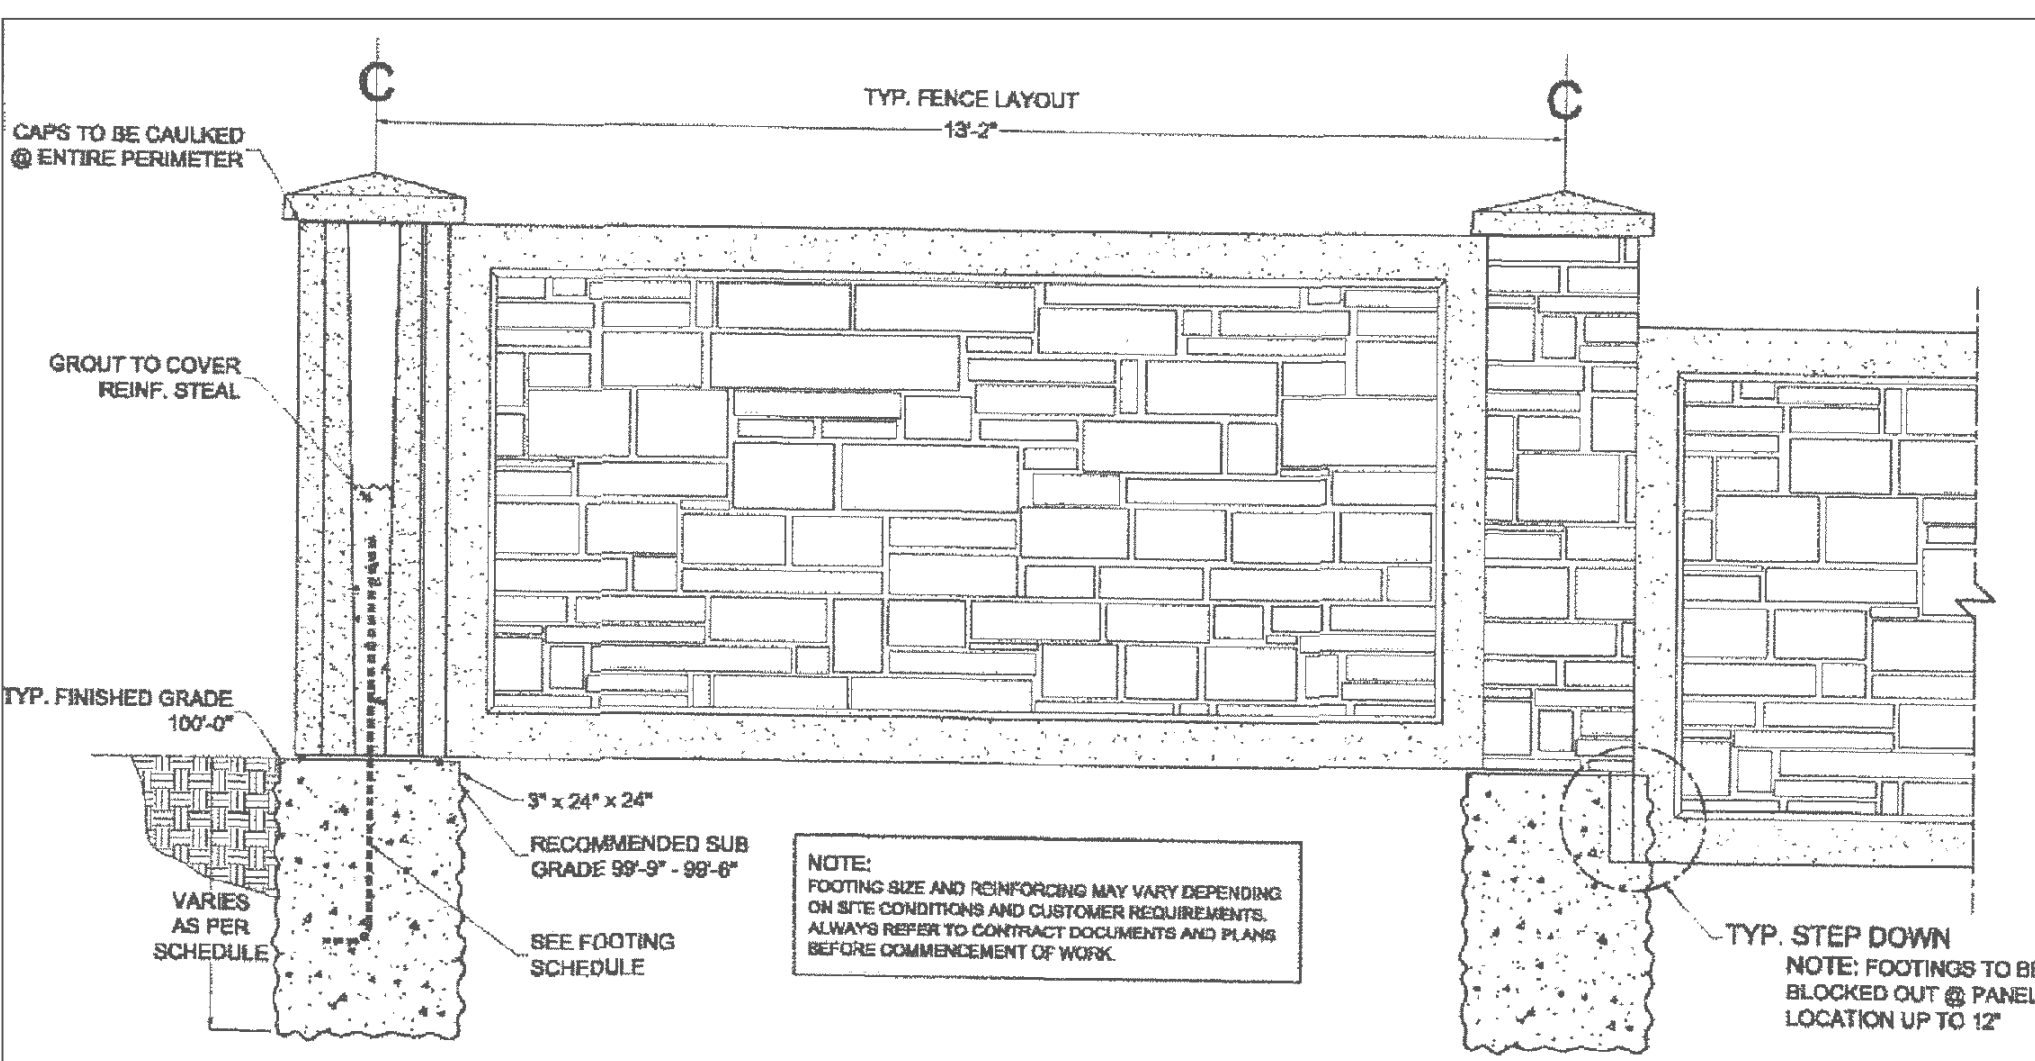 C
C
TYP. FENCE LAYOUT
13'-2"
CAPS TO BE CAULKED
@ ENTIRE PERIMETER
GROUT TO COVER
REINF. STEAL
TYP. FINISHED GRADE
100'-0"
3" x 24" x 24"
RECOMMENDED SUB
GRADE 99'-9" - 99'-6"
VARIES
AS PER
SCHEDULE
SEE FOOTING
SCHEDULE
NOTE:
FOOTING SIZE AND REINFORCING MAY VARY DEPENDING
ON SITE CONDITIONS AND CUSTOMER REQUIREMENTS.
ALWAYS REFER TO CONTRACT DOCUMENTS AND PLANS
BEFORE COMMENCEMENT OF WORK.
TYP. STEP DOWN
NOTE: FOOTINGS TO BE
BLOCKED OUT @ PANEL
LOCATION UP TO 12"